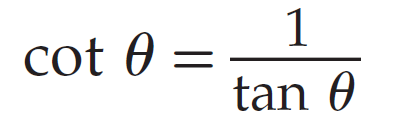 cot θ = 1 / tan θ